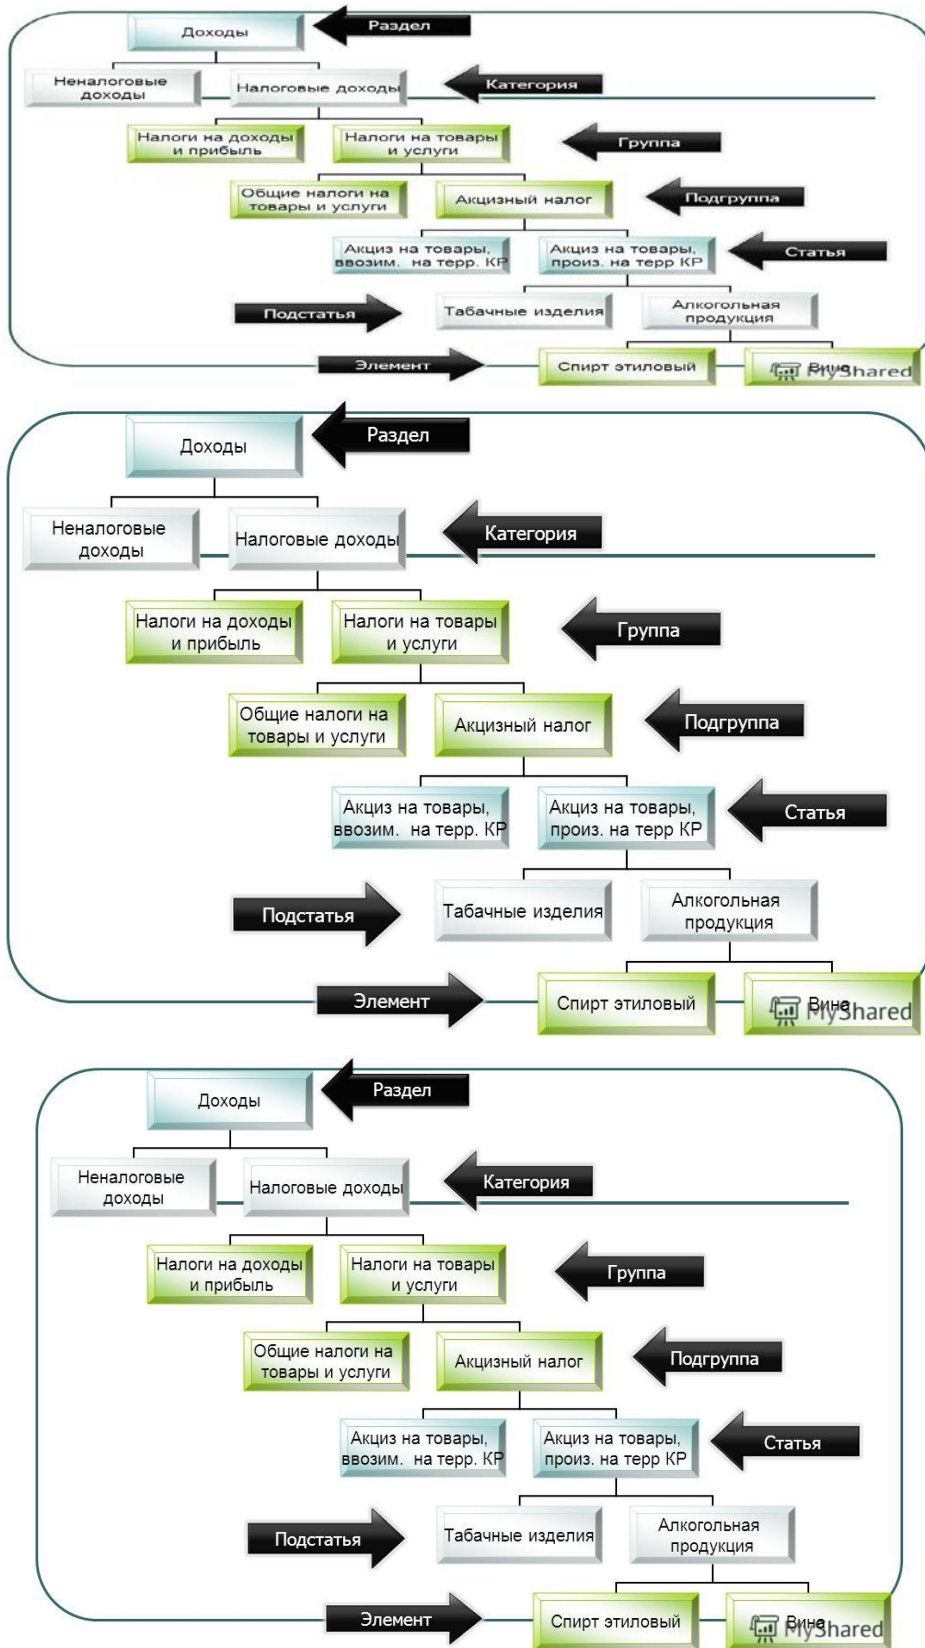 Доходы
Раздел
Неналоговые
доходы
Налоговые доходы
Категория
Налоги на доходы
и прибыль
Налоги на товары
и услуги
Группа
Общие налоги на
товары и услуги
Акцизный налог
Подгруппа
Акциз на товары,
ввозим. на терр. КР
Акциз на товары,
произ. на терр КР
Статья
Подстатья
Табачные изделия
Алкогольная
продукция
Элемент
Спирт этиловый
Вина
MyShared
Доходы
Раздел
Неналоговые
доходы
Налоговые доходы
Категория
Налоги на доходы
и прибыль
Налоги на товары
и услуги
Группа
Общие налоги на
товары и услуги
Акцизный налог
Подгруппа
Акциз на товары,
ввозим. на терр. КР
Акциз на товары,
произ. на терр КР
Статья
Подстатья
Табачные изделия
Алкогольная
продукция
Элемент
Спирт этиловый
Вина
MyShared
Доходы
Раздел
Неналоговые
доходы
Налоговые доходы
Категория
Налоги на доходы
и прибыль
Налоги на товары
и услуги
Группа
Общие налоги на
товары и услуги
Акцизный налог
Подгруппа
Акциз на товары,
ввозим. на терр. КР
Акциз на товары,
произ. на терр КР
Статья
Подстатья
Табачные изделия
Алкогольная
продукция
Элемент
Спирт этиловый
Вина
MyShared